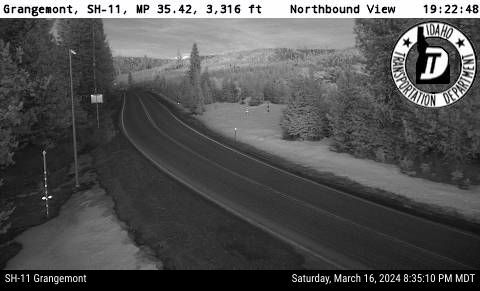 Grangemont, SH-11, MP 35.42, 3,316 ft Northbound View 19:22:48
IDAHO
TRANSPORTATION DEPARTMENT
SH-11 Grangemont Saturday, March 16, 2024 8:35:10 PM MDT